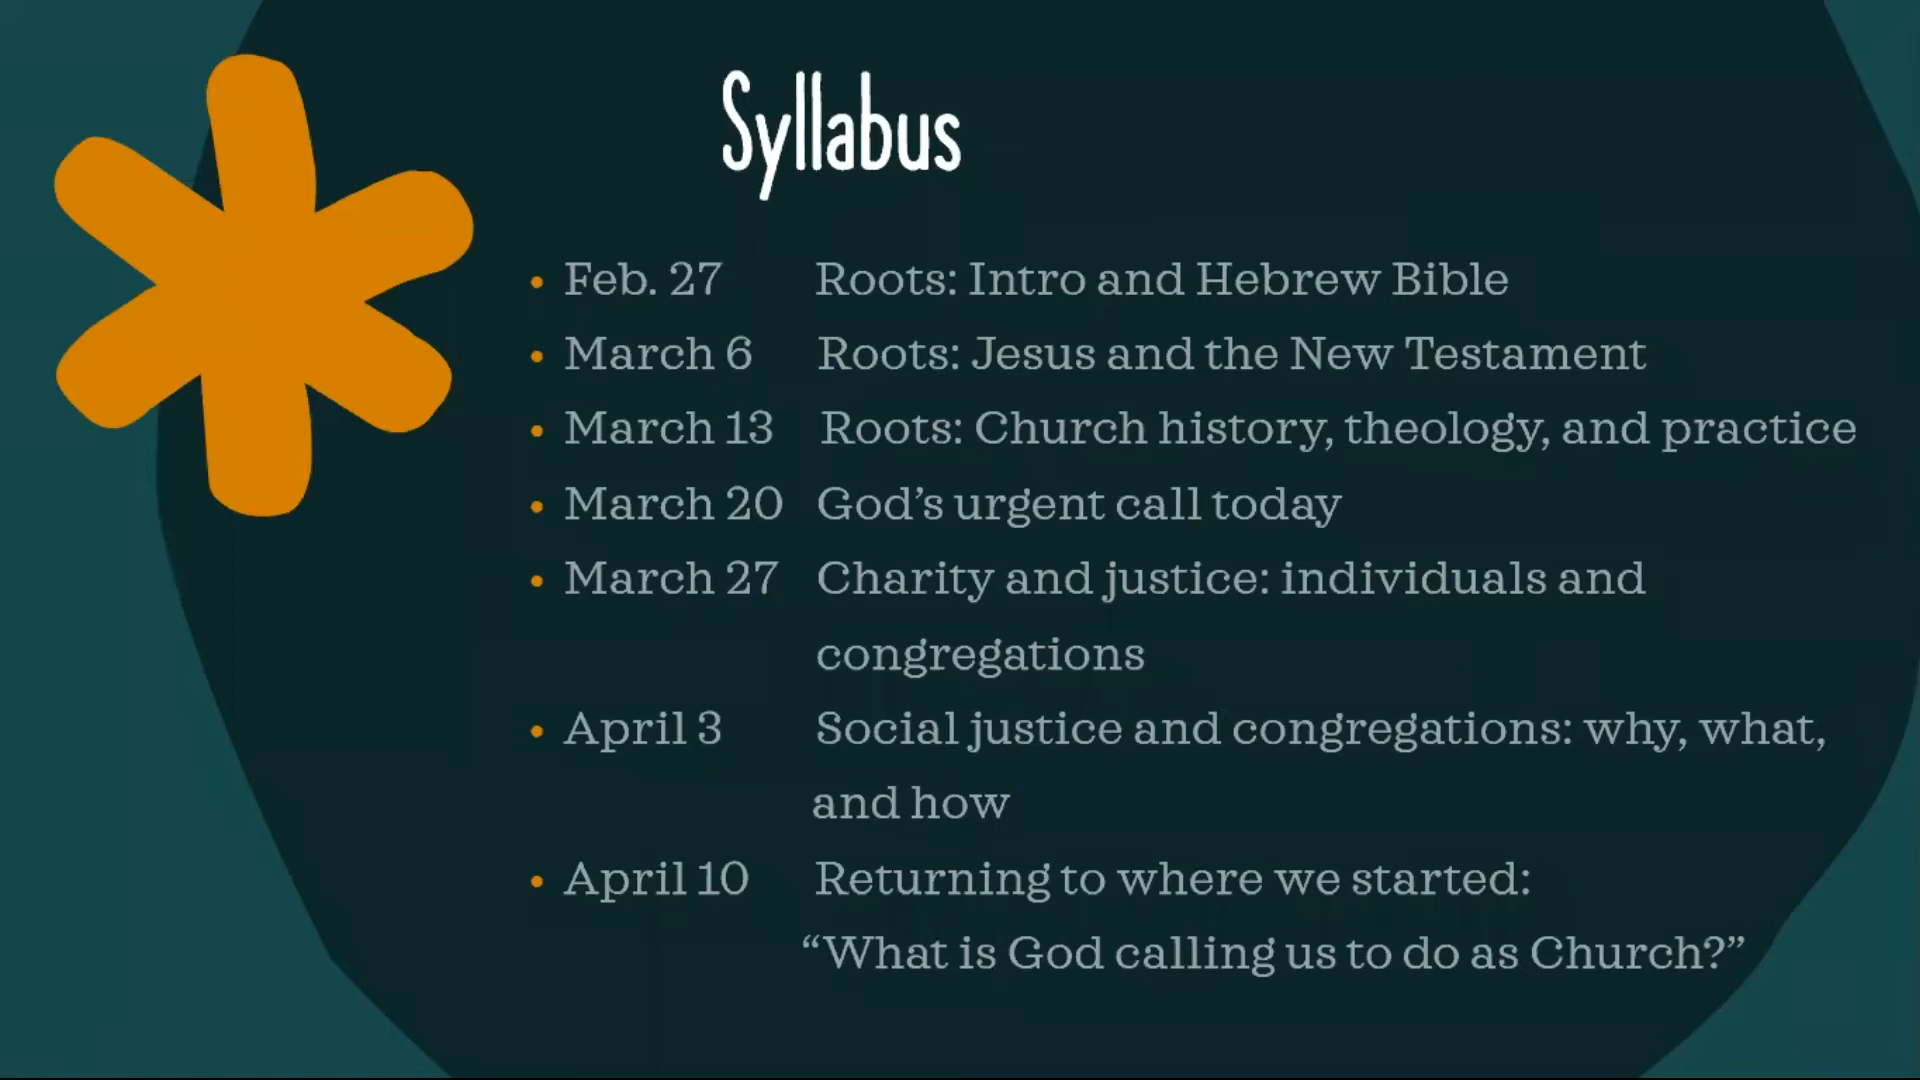 Syllabus
• Feb. 27 Roots: Intro and Hebrew Bible
• March 6 Roots: Jesus and the New Testament
• March 13 Roots: Church history, theology, and practice
• March 20 God’s urgent call today
• March 27 Charity and justice: individuals and
congregations
• April 3 Social justice and congregations: why, what,
and how
• April 10 Returning to where we started:
“What is God calling us to do as Church?”